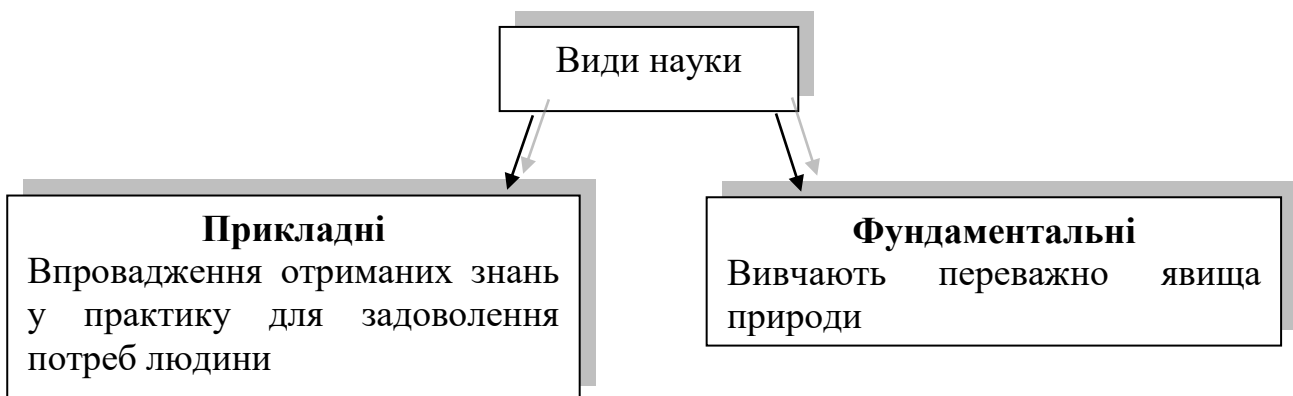 Види науки
Прикладні
Впровадження отриманих знань
у практику для задоволення
потреб людини
Фундаментальні
Вивчають переважно явища
природи